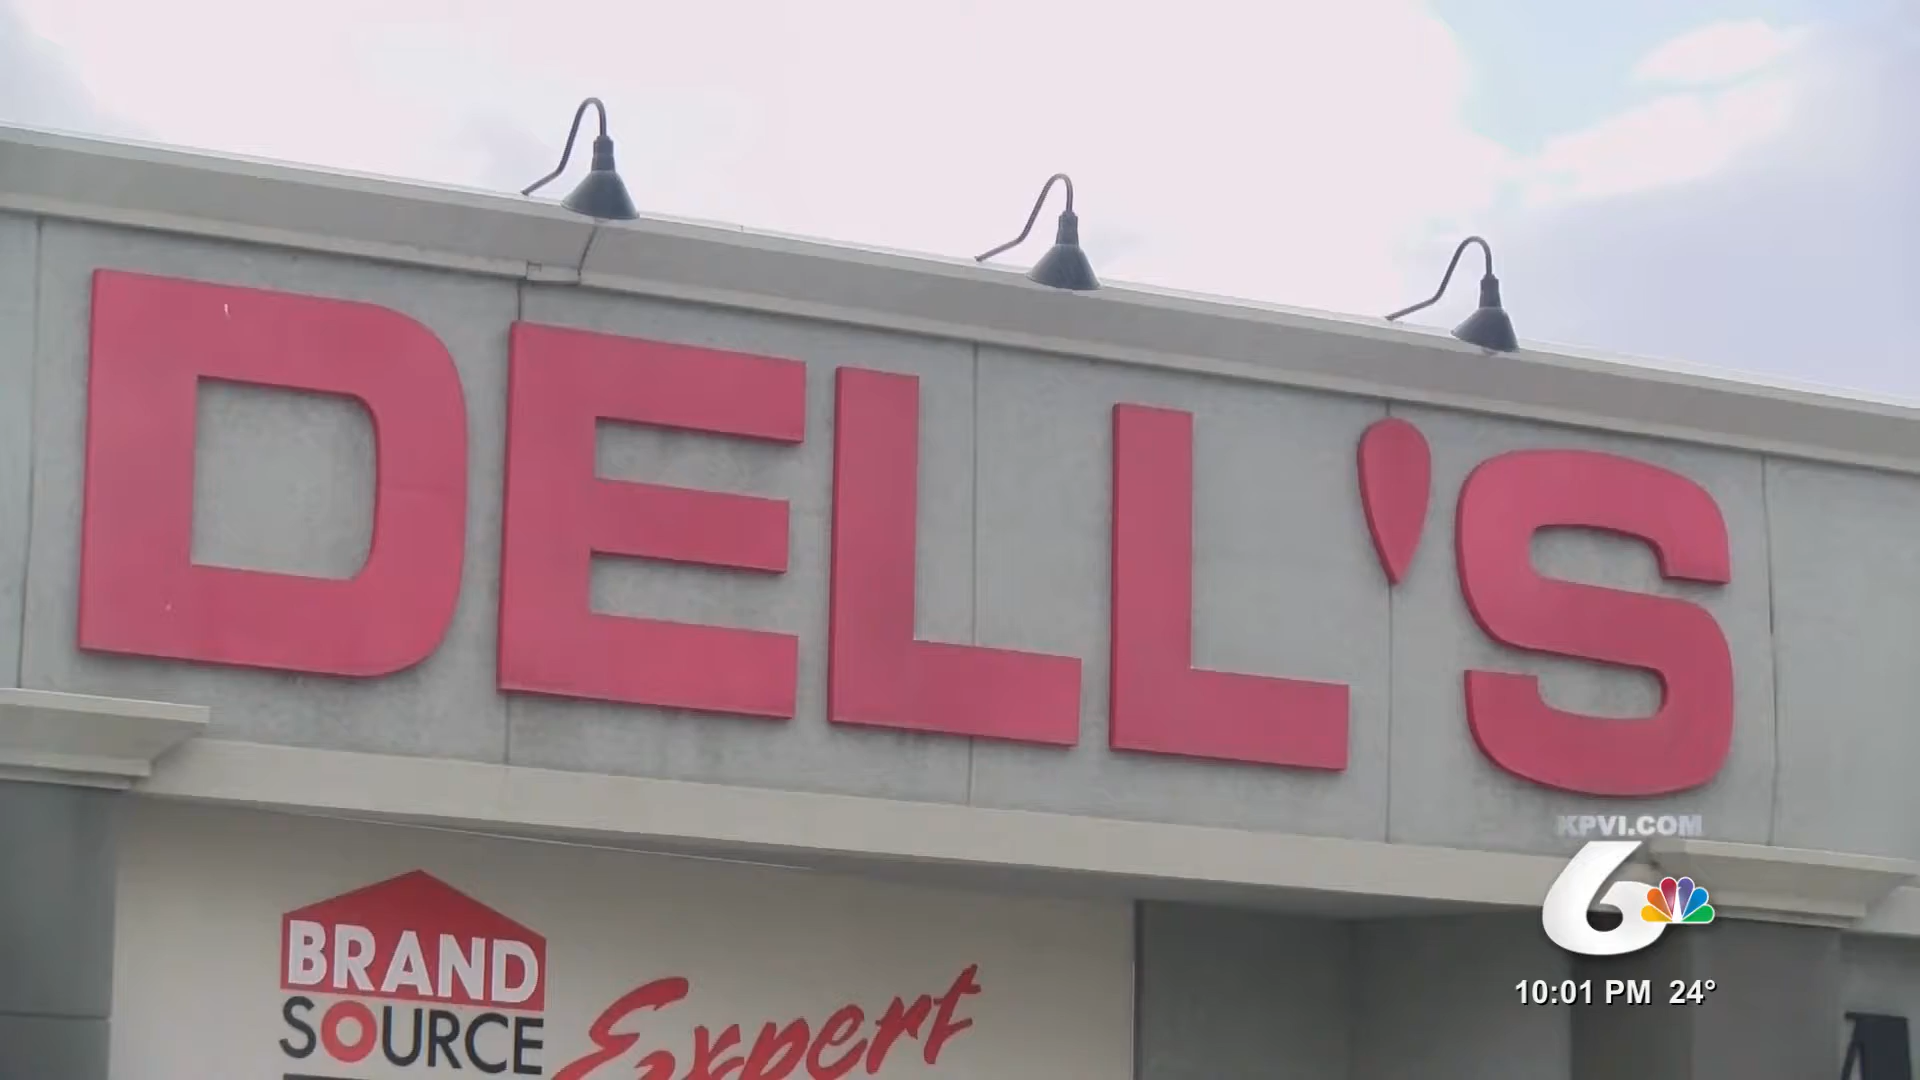 DELL'S
BRAND
SOURCE
Expert
KPVI.COM
6
10:01 PM 24°